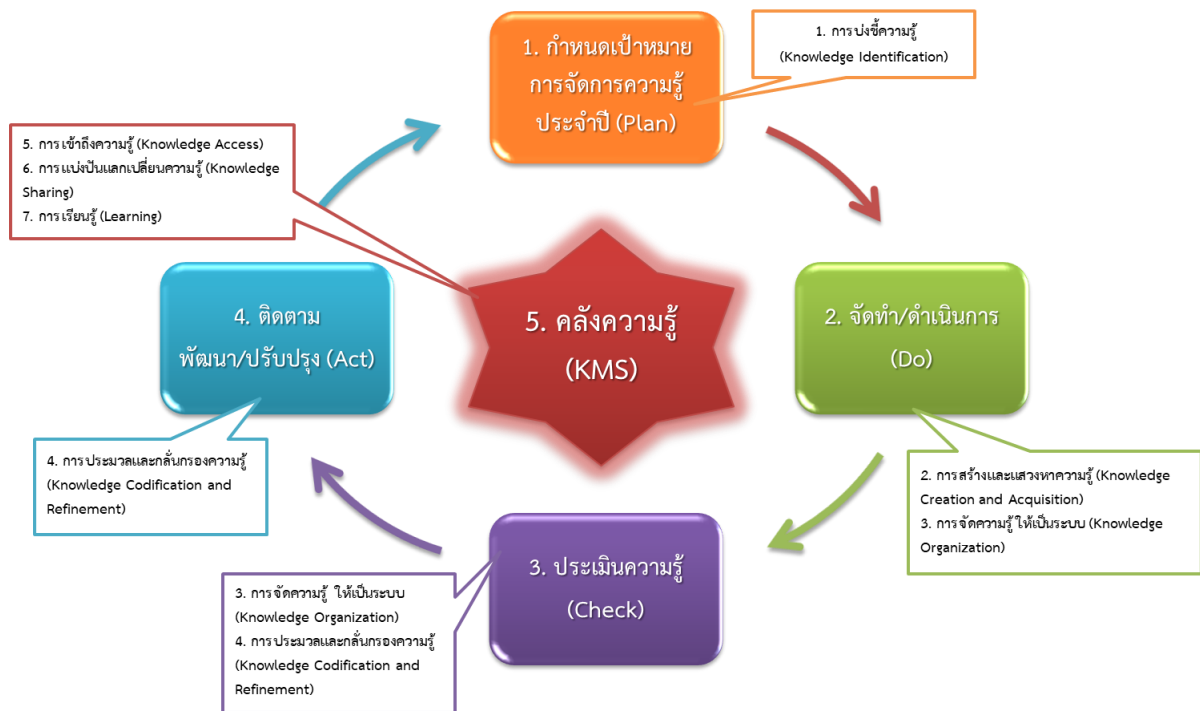 1. กำหนดเป้าหมาย
การจัดการความรู้
ประจำปี (Plan)
1. การบ่งชี้ความรู้
(Knowledge Identification)
5. การเข้าถึงความรู้ (Knowledge Access)
6. การแบ่งปันแลกเปลี่ยนความรู้ (Knowledge
Sharing)
7. การเรียนรู้ (Learning)
4. ติดตาม
พัฒนา/ปรับปรุง (Act)
5. คลังความรู้
(KMS)
2. จัดทำ/ดำเนินการ
(Do)
4. การประมวลและกลั่นกรองความรู้
(Knowledge Codification and
Refinement)
2. การสร้างและแสวงหาความรู้ (Knowledge
Creation and Acquisition)
3. การจัดความรู้ ให้เป็นระบบ (Knowledge
Organization)
3. ประเมินความรู้
(Check)
3. การจัดความรู้ ให้เป็นระบบ
(Knowledge Organization)
4. การประมวลและกลั่นกรองความรู้
(Knowledge Codification and
Refinement)